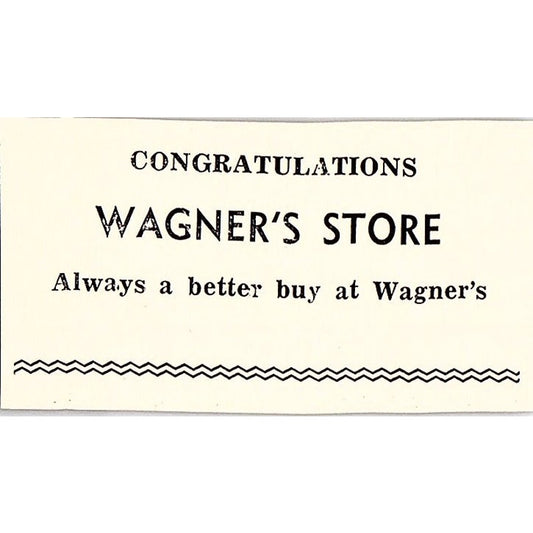 CONGRATULATIONS
WAGNER'S STORE
Always a better buy at Wagner's